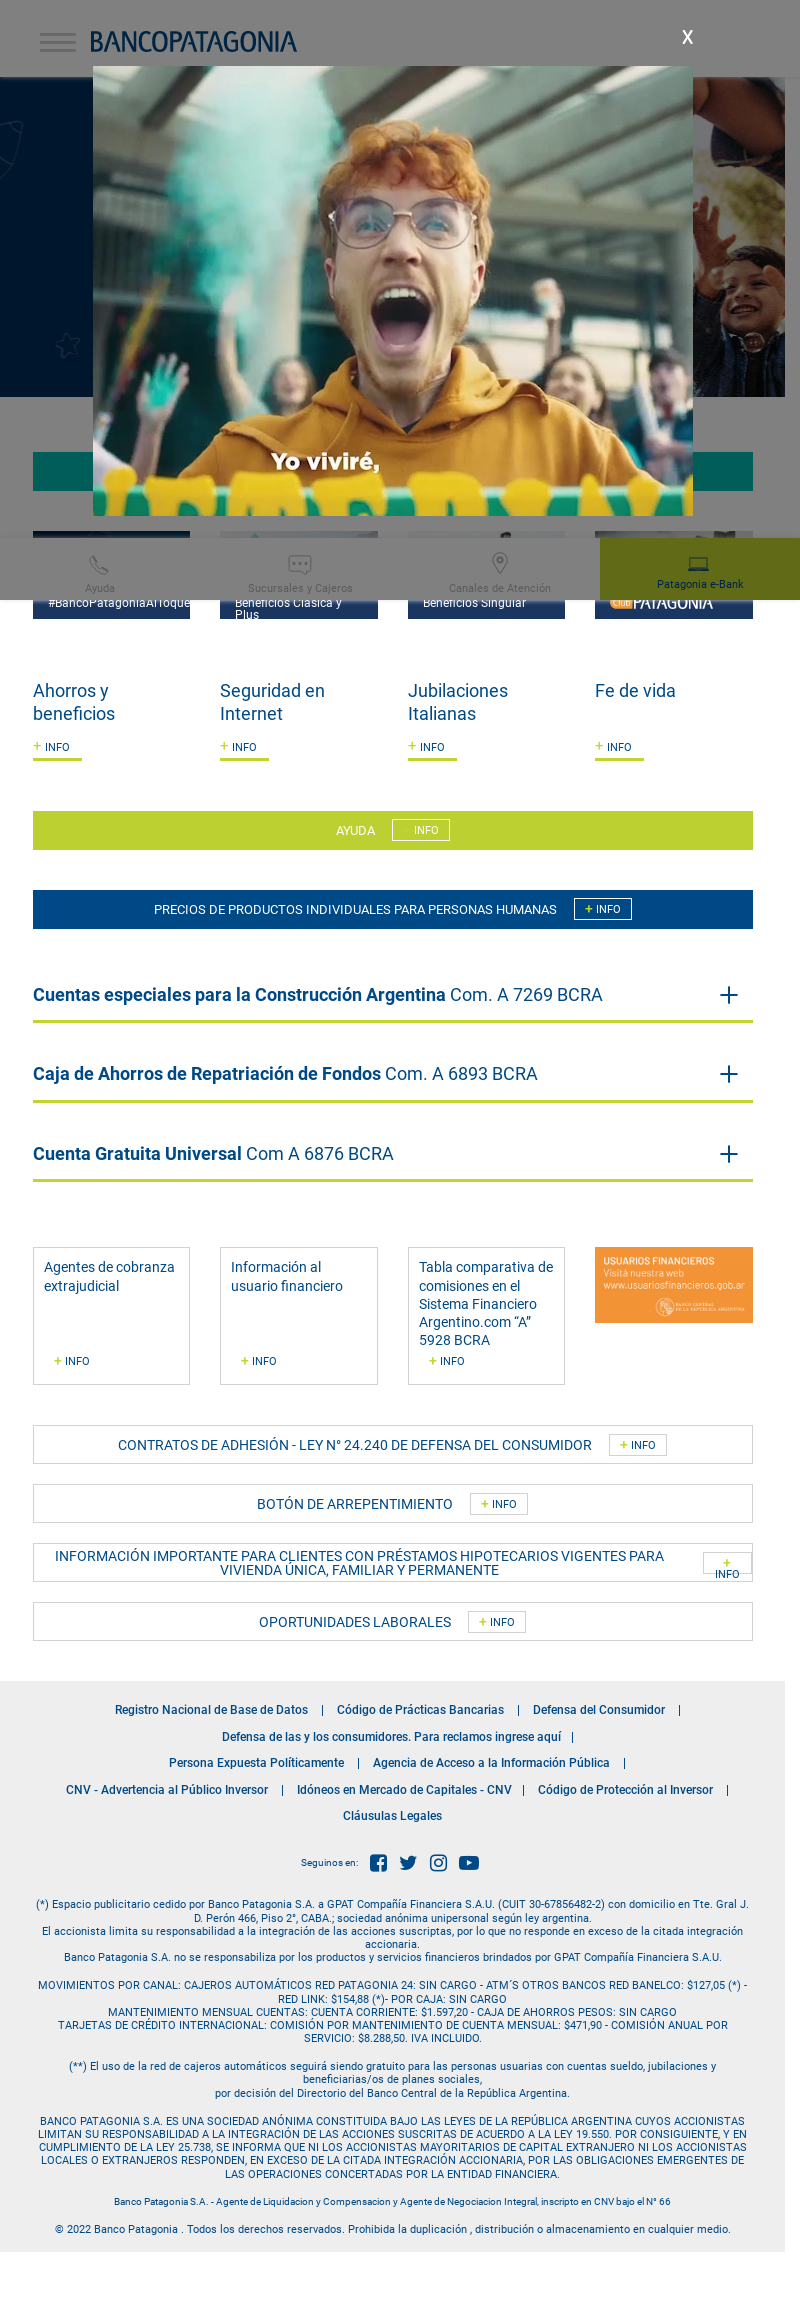 BANCOPATAGONIA
X
Yo viviré,
Ayuda
Sucursales y Cajeros
Canales de Atención
Patagonia e-Bank
#BancoPatagoniaAlToque
Beneficios Clásica y
Plus
Beneficios Singular
Club PATAGONIA
Ahorros y
beneficios
+ INFO
Seguridad en
Internet
+ INFO
Jubilaciones
Italianas
+ INFO
Fe de vida
+ INFO
AYUDA INFO
PRECIOS DE PRODUCTOS INDIVIDUALES PARA PERSONAS HUMANAS + INFO
Cuentas especiales para la Construcción Argentina Com. A 7269 BCRA
Caja de Ahorros de Repatriación de Fondos Com. A 6893 BCRA
Cuenta Gratuita Universal Com A 6876 BCRA
Agentes de cobranza
extrajudicial
+ INFO
Información al
usuario financiero
+ INFO
Tabla comparativa de
comisiones en el
Sistema Financiero
Argentino.com “A”
5928 BCRA
+ INFO
USUARIOS FINANCIEROS
Visitá nuestra web
www.usuariosfinancieros.gob.ar
BANCO CENTRAL
DE LA REPÚBLICA ARGENTINA
CONTRATOS DE ADHESIÓN - LEY N° 24.240 DE DEFENSA DEL CONSUMIDOR + INFO
BOTÓN DE ARREPENTIMIENTO + INFO
INFORMACIÓN IMPORTANTE PARA CLIENTES CON PRÉSTAMOS HIPOTECARIOS VIGENTES PARA
VIVIENDA ÚNICA, FAMILIAR Y PERMANENTE
+
INFO
OPORTUNIDADES LABORALES + INFO
Registro Nacional de Base de Datos | Código de Prácticas Bancarias | Defensa del Consumidor |
Defensa de las y los consumidores. Para reclamos ingrese aquí |
Persona Expuesta Políticamente | Agencia de Acceso a la Información Pública |
CNV - Advertencia al Público Inversor | Idóneos en Mercado de Capitales - CNV | Código de Protección al Inversor |
Cláusulas Legales
Seguinos en:
(*) Espacio publicitario cedido por Banco Patagonia S.A. a GPAT Compañía Financiera S.A.U. (CUIT 30-67856482-2) con domicilio en Tte. Gral J.
D. Perón 466, Piso 2°, CABA.; sociedad anónima unipersonal según ley argentina.
El accionista limita su responsabilidad a la integración de las acciones suscriptas, por lo que no responde en exceso de la citada integración
accionaria.
Banco Patagonia S.A. no se responsabiliza por los productos y servicios financieros brindados por GPAT Compañía Financiera S.A.U.
MOVIMIENTOS POR CANAL: CAJEROS AUTOMÁTICOS RED PATAGONIA 24: SIN CARGO - ATM´S OTROS BANCOS RED BANELCO: $127,05 (*) -
RED LINK: $154,88 (*)- POR CAJA: SIN CARGO
MANTENIMIENTO MENSUAL CUENTAS: CUENTA CORRIENTE: $1.597,20 - CAJA DE AHORROS PESOS: SIN CARGO
TARJETAS DE CRÉDITO INTERNACIONAL: COMISIÓN POR MANTENIMIENTO DE CUENTA MENSUAL: $471,90 - COMISIÓN ANUAL POR
SERVICIO: $8.288,50. IVA INCLUIDO.
(**) El uso de la red de cajeros automáticos seguirá siendo gratuito para las personas usuarias con cuentas sueldo, jubilaciones y
beneficiarias/os de planes sociales,
por decisión del Directorio del Banco Central de la República Argentina.
BANCO PATAGONIA S.A. ES UNA SOCIEDAD ANÓNIMA CONSTITUIDA BAJO LAS LEYES DE LA REPÚBLICA ARGENTINA CUYOS ACCIONISTAS
LIMITAN SU RESPONSABILIDAD A LA INTEGRACIÓN DE LAS ACCIONES SUSCRITAS DE ACUERDO A LA LEY 19.550. POR CONSIGUIENTE, Y EN
CUMPLIMIENTO DE LA LEY 25.738, SE INFORMA QUE NI LOS ACCIONISTAS MAYORITARIOS DE CAPITAL EXTRANJERO NI LOS ACCIONISTAS
LOCALES O EXTRANJEROS RESPONDEN, EN EXCESO DE LA CITADA INTEGRACIÓN ACCIONARIA, POR LAS OBLIGACIONES EMERGENTES DE
LAS OPERACIONES CONCERTADAS POR LA ENTIDAD FINANCIERA.
Banco Patagonia S.A. - Agente de Liquidacion y Compensacion y Agente de Negociacion Integral, inscripto en CNV bajo el N° 66
© 2022 Banco Patagonia . Todos los derechos reservados. Prohibida la duplicación , distribución o almacenamiento en cualquier medio.